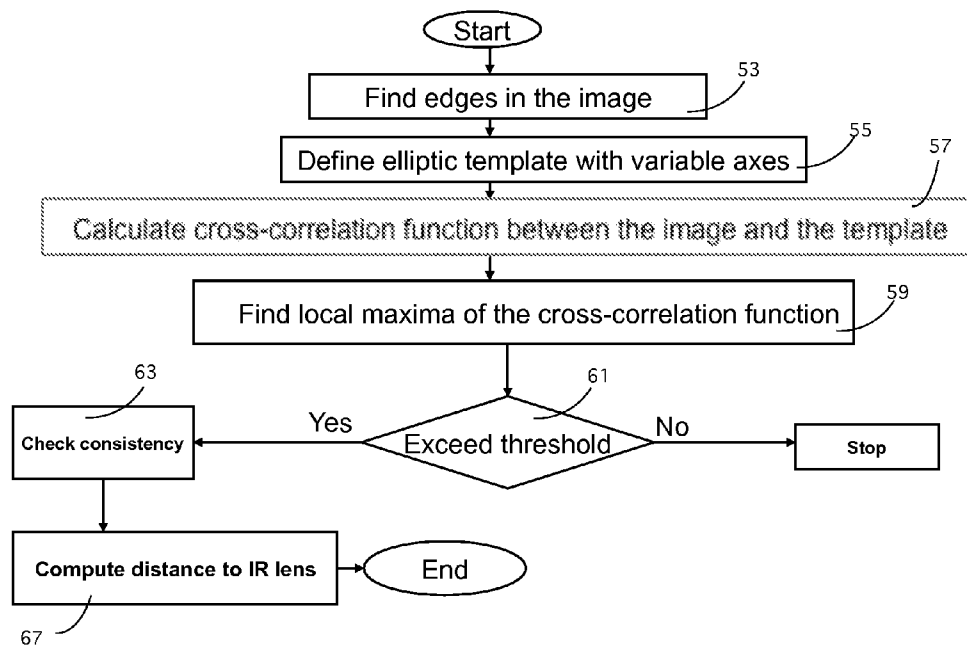 Start
53
Find edges in the image
55
Define elliptic template with variable axes
57
Calculate cross-correlation function between the image and the template
59
Find local maxima of the cross-correlation function
61
63
Yes
No
Check consistency
Exceed threshold
Stop
Compute distance to IR lens
End
67